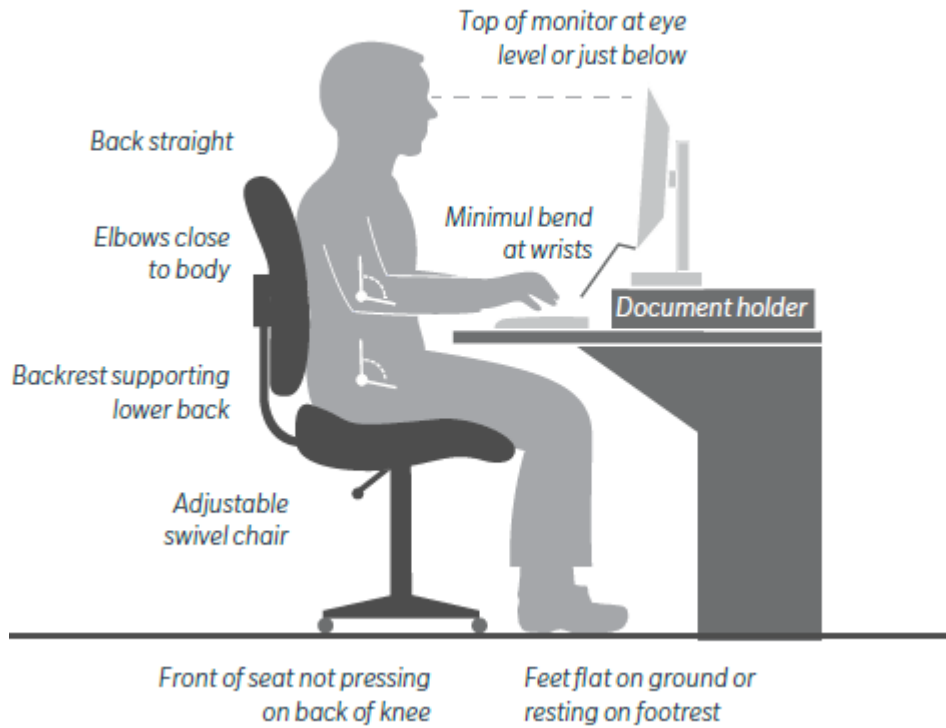 Top of monitor at eye
level or just below
Back straight
Minimul bend
at wrists
Elbows close
to body
Document holder
Backrest supporting
lower back
Adjustable
swivel chair
Front of seat not pressing
on back of knee
Feet flat on ground or
resting on footrest